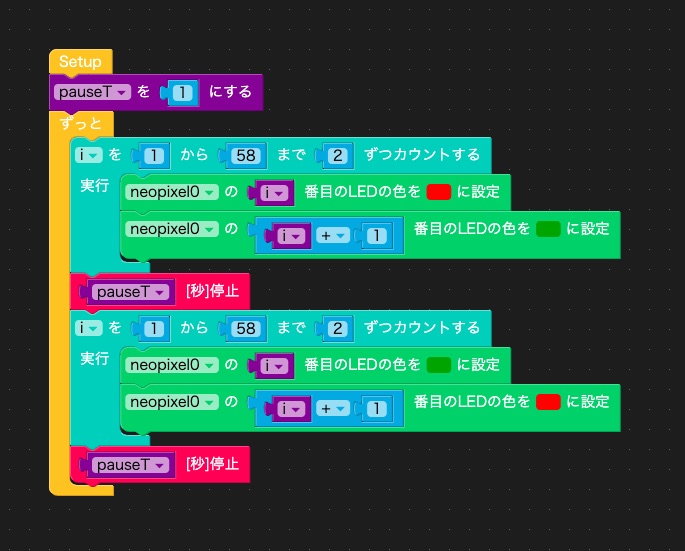 Setup
pauseT を 1 にする
ずっと
i を 1 から 58 まで 2 ずつカウントする
実行 neopixel0 の i 番目のLEDの色を に設定
neopixel0 の i + 1 番目のLEDの色を に設定
pauseT [秒]停止
i を 1 から 58 まで 2 ずつカウントする
実行 neopixel0 の i 番目のLEDの色を に設定
neopixel0 の i + 1 番目のLEDの色を に設定
pauseT [秒]停止